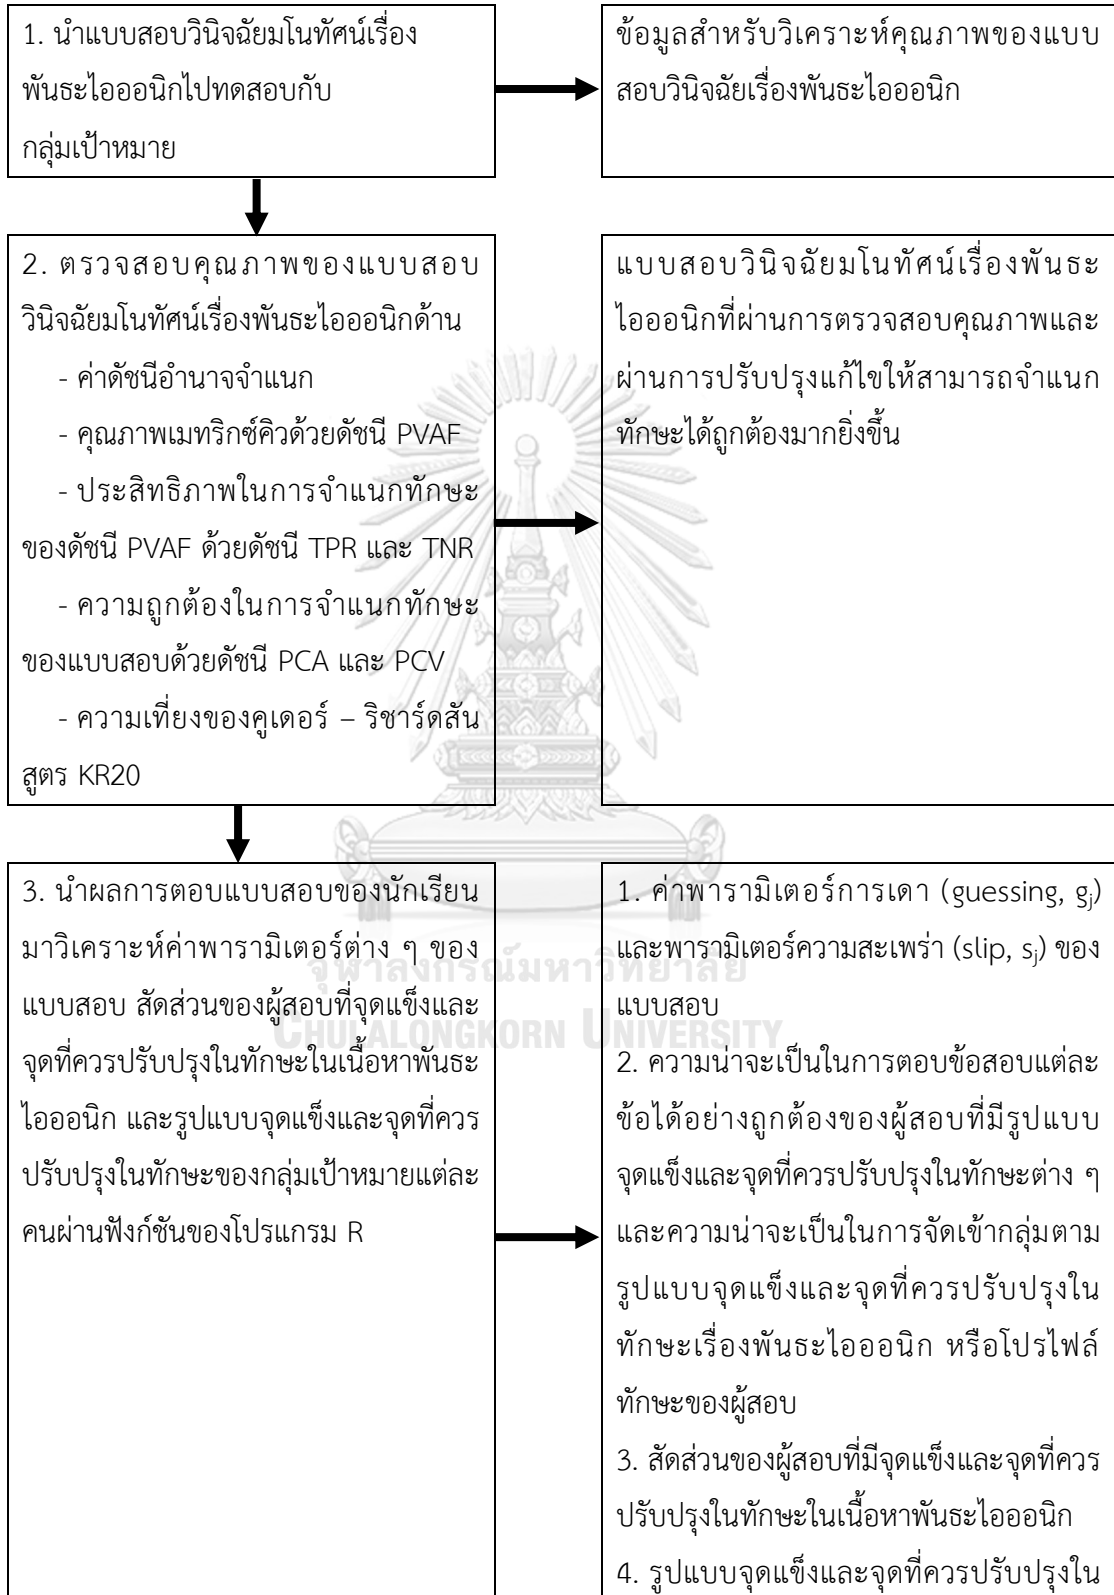 1. นำแบบสอบวินิจฉัยมโนทัศน์เรื่อง
พันธะไอออนิกไปทดสอบกับ
กลุ่มเป้าหมาย
ข้อมูลสำหรับวิเคราะห์คุณภาพของแบบ
สอบวินิจฉัยเรื่องพันธะไอออนิก
2. ตรวจสอบคุณภาพของแบบสอบ
วินิจฉัยมโนทัศน์เรื่องพันธะไอออนิกด้าน
- ค่าดัชนีอำนาจจำแนก
- คุณภาพเมทริกซ์คิวด้วยดัชนี PVAF
- ประสิทธิภาพในการจำแนกทักษะ
ของดัชนี PVAF ด้วยดัชนี TPR และ TNR
- ความถูกต้องในการจำแนกทักษะ
ของแบบสอบด้วยดัชนี PCA และ PCV
- ความเที่ยงของคูเดอร์ – ริชาร์ดสัน
สูตร KR20
แบบสอบวินิจฉัยมโนทัศน์เรื่องพันธะ
ไอออนิกที่ผ่านการตรวจสอบคุณภาพและ
ผ่านการปรับปรุงแก้ไขให้สามารถจำแนก
ทักษะได้ถูกต้องมากยิ่งขึ้น
3. นำผลการตอบแบบสอบของนักเรียน
มาวิเคราะห์ค่าพารามิเตอร์ต่าง ๆ ของ
แบบสอบ สัดส่วนของผู้สอบที่จุดแข็งและ
จุดที่ควรปรับปรุงในทักษะในเนื้อหาพันธะ
ไอออนิก และรูปแบบจุดแข็งและจุดที่ควร
ปรับปรุงในทักษะของกลุ่มเป้าหมายแต่ละ
คนผ่านฟังก์ชันของโปรแกรม R
1. ค่าพารามิเตอร์การเดา (guessing, gj)
และพารามิเตอร์ความสะเพร่า (slip, sj) ของ
แบบสอบ
2. ความน่าจะเป็นในการตอบข้อสอบแต่ละ
ข้อได้อย่างถูกต้องของผู้สอบที่มีรูปแบบ
จุดแข็งและจุดที่ควรปรับปรุงในทักษะต่าง ๆ
และความน่าจะเป็นในการจัดเข้ากลุ่มตาม
รูปแบบจุดแข็งและจุดที่ควรปรับปรุงใน
ทักษะเรื่องพันธะไอออนิก หรือโปรไฟล์
ทักษะของผู้สอบ
3. สัดส่วนของผู้สอบที่มีจุดแข็งและจุดที่ควร
ปรับปรุงในทักษะในเนื้อหาพันธะไอออนิก
4. รูปแบบจุดแข็งและจุดที่ควรปรับปรุงใน
จุฬาลงกรณ์มหาวิทยาลัย
CHULALONGKORN UNIVERSITY